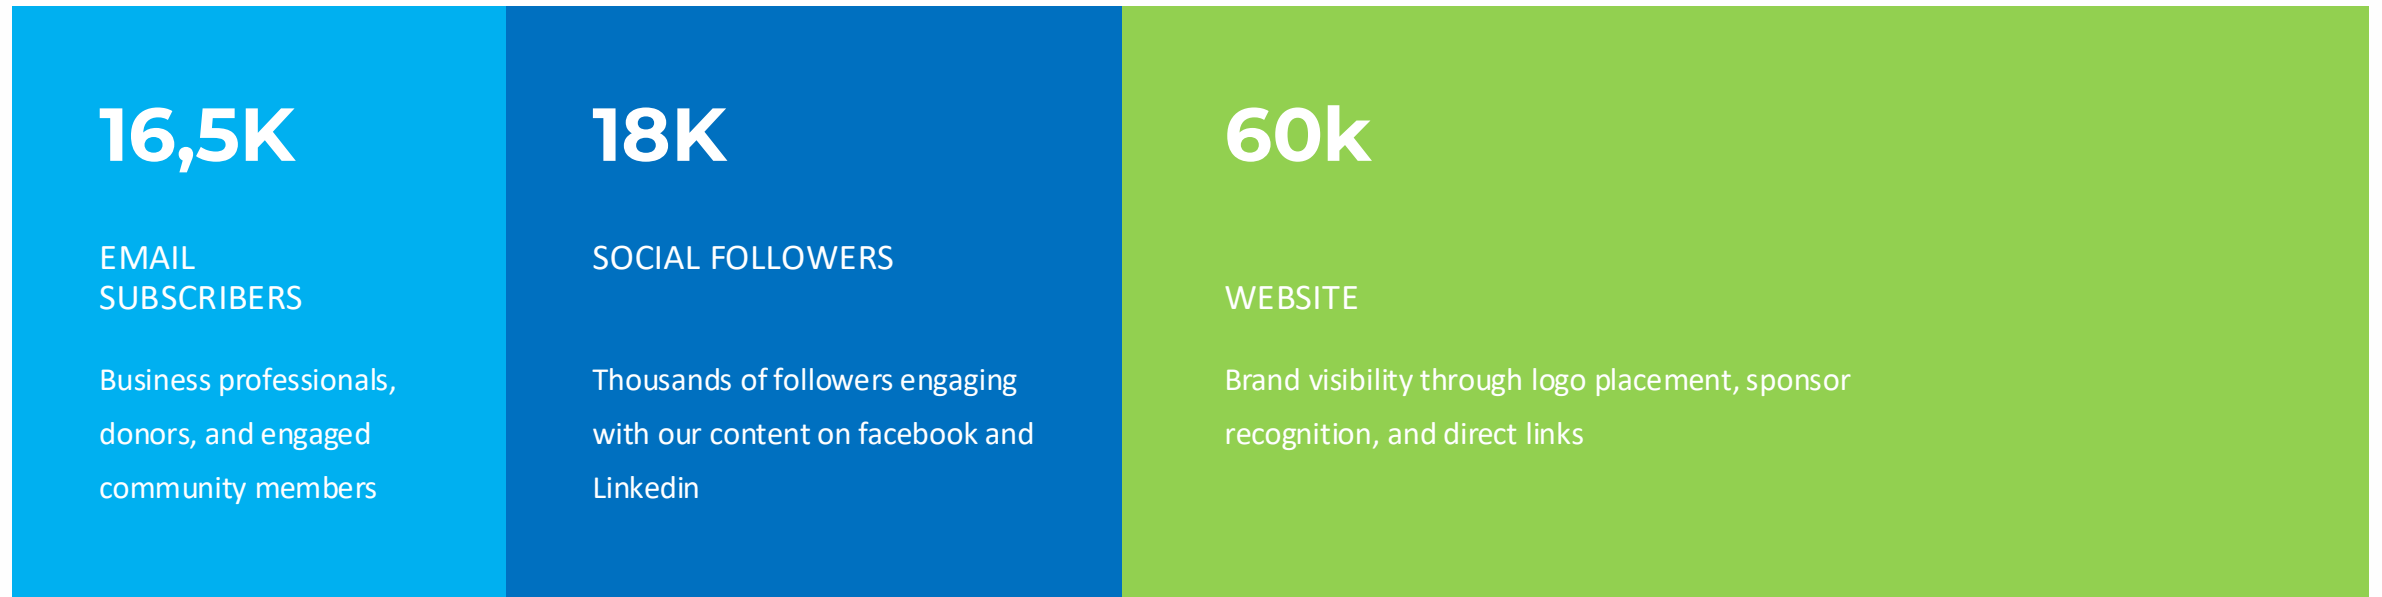 16,5K
EMAIL
SUBSCRIBERS
Business professionals,
donors, and engaged
community members
18K
SOCIAL FOLLOWERS
Thousands of followers engaging
with our content on facebook and
Linkedin
60k
WEBSITE
Brand visibility through logo placement, sponsor
recognition, and direct links